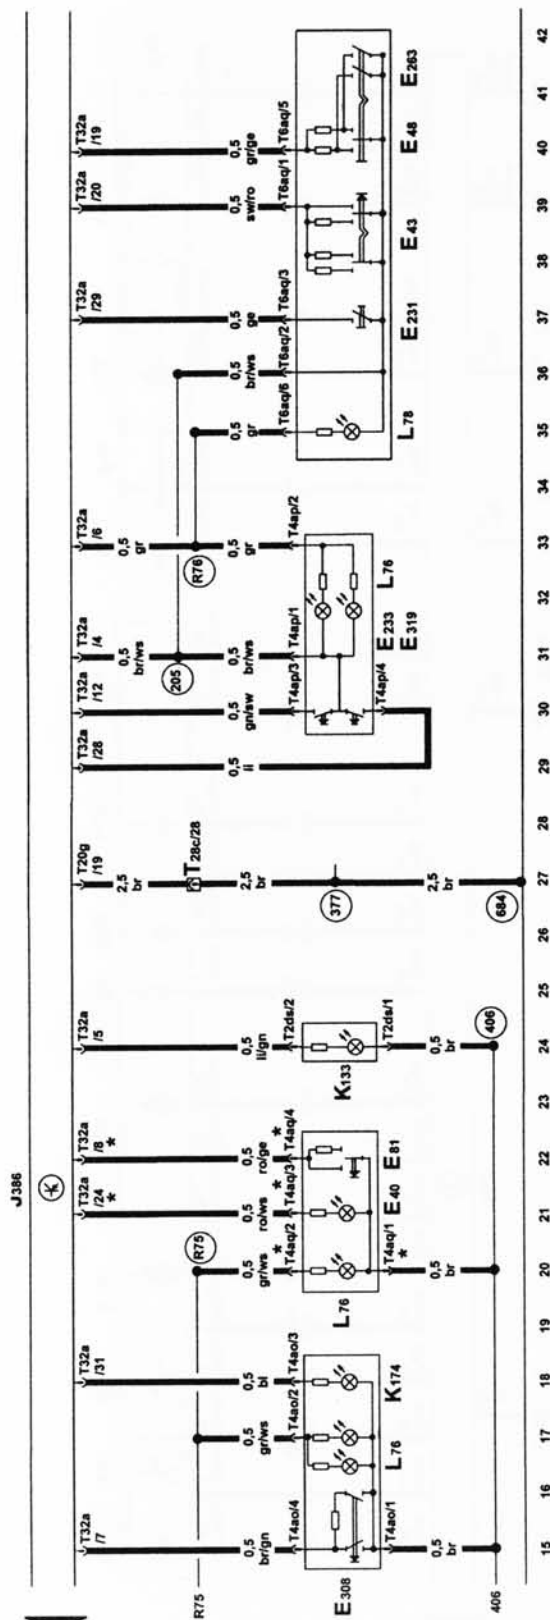 J386
T32a /7
T32a /31
T32a /24 *
T32a /8 *
T32a /5
T20g /19
T32a /28
T32a /12
T32a /4
T32a /6
T32a /29
T32a /20
T32a /19
R75
R75
T28c/28
205
R76
0,5 br/gn
0,5 gr/ws
0,5 bl
0,5 gr/ws
0,5 ro/ws
0,5 ro/ge
0,5 li/gn
2,5 br
2,5 br
0,5 li
0,5 gn/sw
0,5 br/ws
0,5 br/ws
0,5 gr
0,5 gr
0,5 gr
0,5 br/ws
0,5 ge
0,5 sw/ro
0,5 gr/ge
T4ao/4
T4ao/2
T4ao/3
T4aq/2 *
T4aq/3 *
T4aq/4 *
T2ds/2
T4ap/3
T4ap/1
T4ap/2
T6aq/6
T6aq/2
T6aq/3
T6aq/1
T6aq/5
T4ao/1
T4aq/1 *
T2ds/1
377
T4ap/4
E308
L76
K174
L76
E40
E81
K133
E233
E319
L76
L78
E231
E43
E48
E263
0,5 br
0,5 br
0,5 br
2,5 br
406
406
684
15 16 17 18 19 20 21 22 23 24 25 26 27 28 29 30 31 32 33 34 35 36 37 38 39 40 41 42